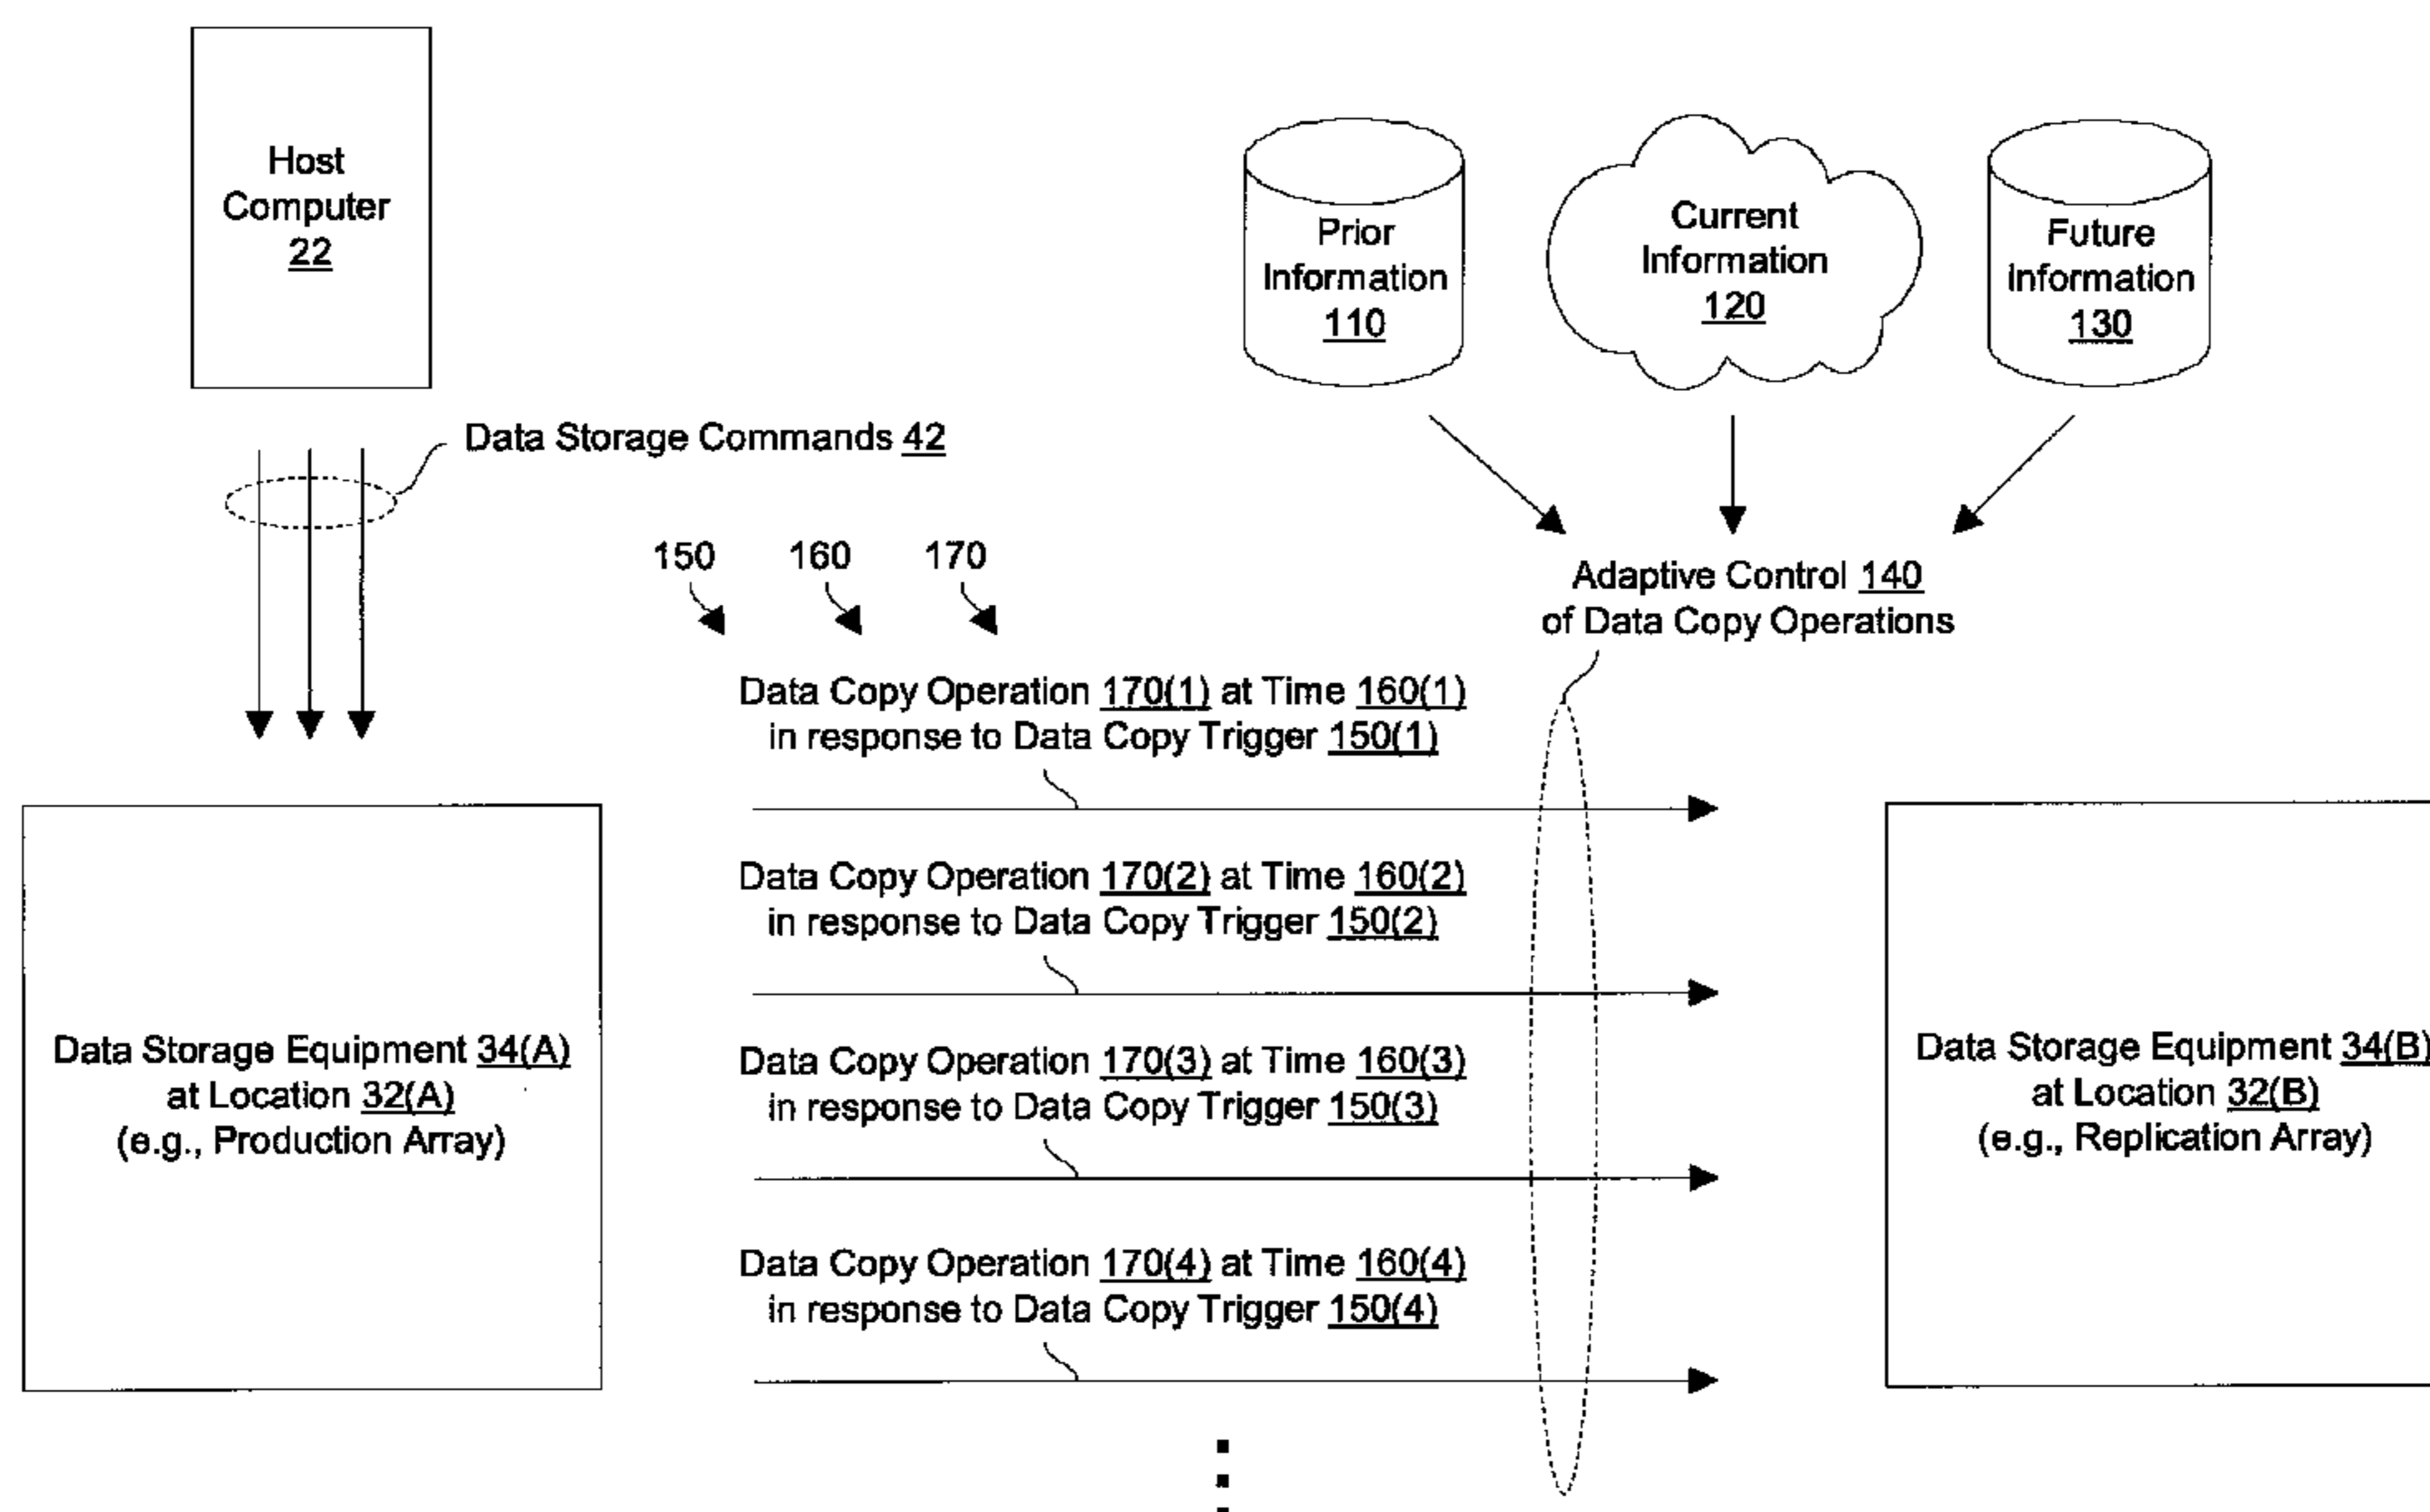 Host
Computer
22
Prior
Information
110
Current
Information
120
Future
Information
130
Data Storage Commands 42
150
160
170
Adaptive Control 140
of Data Copy Operations
Data Copy Operation 170(1) at Time 160(1)
in response to Data Copy Trigger 150(1)
Data Copy Operation 170(2) at Time 160(2)
in response to Data Copy Trigger 150(2)
Data Copy Operation 170(3) at Time 160(3)
in response to Data Copy Trigger 150(3)
Data Copy Operation 170(4) at Time 160(4)
in response to Data Copy Trigger 150(4)
Data Storage Equipment 34(A)
at Location 32(A)
(e.g., Production Array)
Data Storage Equipment 34(B)
at Location 32(B)
(e.g., Replication Array)